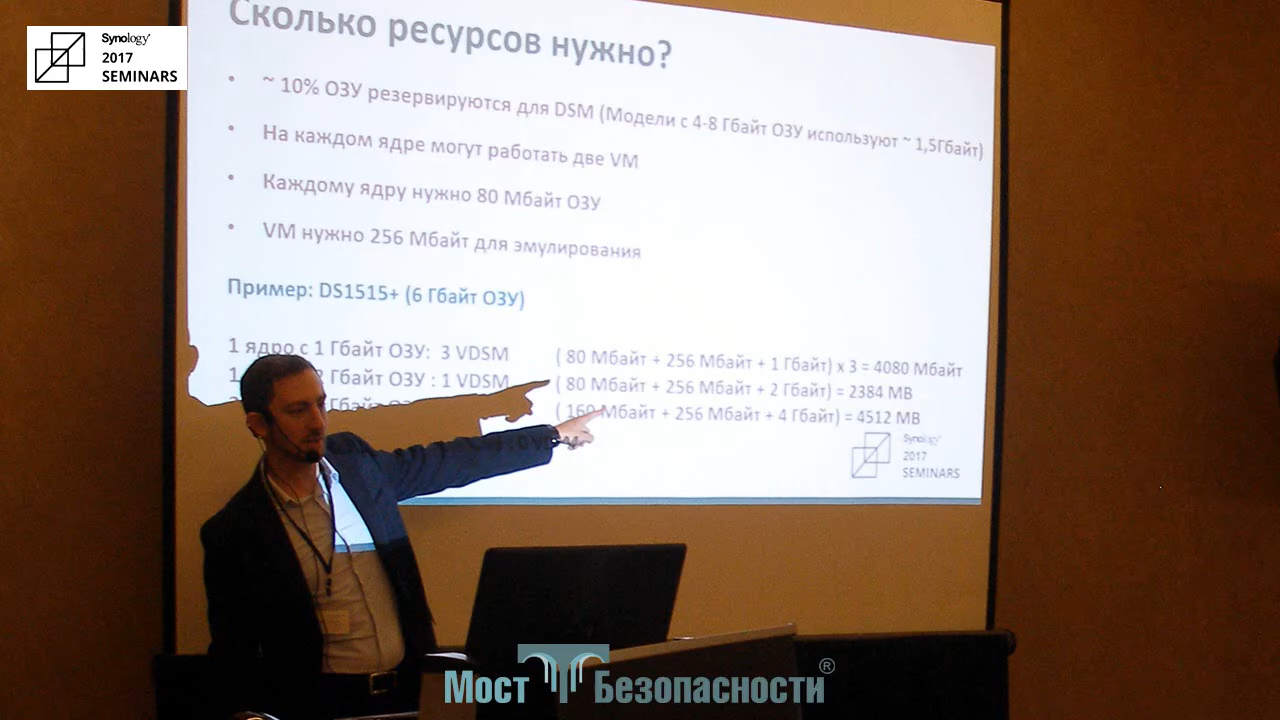 Synology®
2017
SEMINARS
Сколько ресурсов нужно?
• ~ 10% ОЗУ резервируются для DSM (Модели с 4-8 Гбайт ОЗУ используют ~ 1,5Гбайт)
• На каждом ядре могут работать две VM
• Каждому ядру нужно 80 Мбайт ОЗУ
• VM нужно 256 Мбайт для эмулирования
Пример: DS1515+ (6 Гбайт ОЗУ)
1 ядро с 1 Гбайт ОЗУ: 3 VDSM ( 80 Мбайт + 256 Мбайт + 1 Гбайт) x 3 = 4080 Мбайт
1 Гбайт ОЗУ : 1 VDSM ( 80 Мбайт + 256 Мбайт + 2 Гбайт) = 2384 MB
( 160 Мбайт + 256 Мбайт + 4 Гбайт) = 4512 MB
Synology®
2017
SEMINARS
Мост Безопасности ®